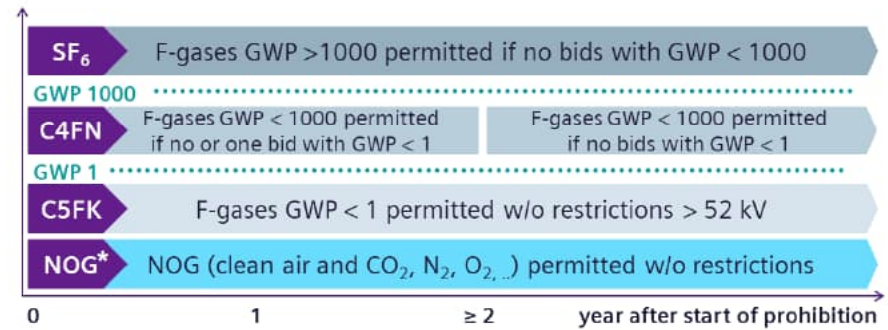 SF₆ F-gases GWP >1000 permitted if no bids with GWP < 1000
GWP 1000
C4FN
F-gases GWP < 1000 permitted
if no or one bid with GWP < 1
F-gases GWP < 1000 permitted
if no bids with GWP < 1
GWP 1
C5FK F-gases GWP < 1 permitted w/o restrictions > 52 kV
NOG* NOG (clean air and CO₂, N₂, O₂, ..) permitted w/o restrictions
0 1 ≥ 2 year after start of prohibition